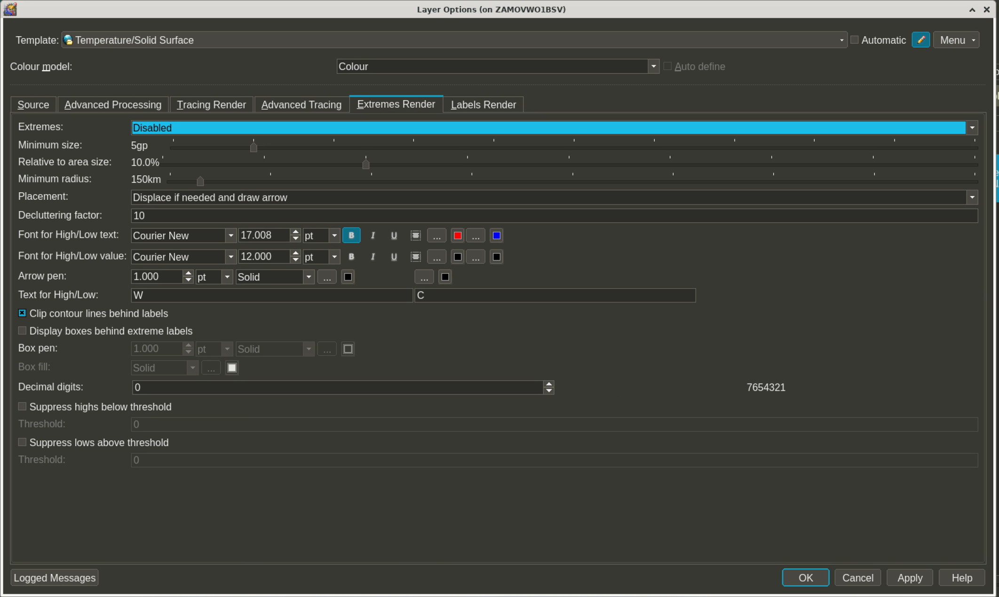 Layer Options (on ZAMOVWO1BSV)
Template: Temperature/Solid Surface Automatic Menu
Colour model: Colour Auto define
Source Advanced Processing Tracing Render Advanced Tracing Extremes Render Labels Render
Extremes: Disabled
Minimum size: 5gp
Relative to area size: 10.0%
Minimum radius: 150km
Placement: Displace if needed and draw arrow
Decluttering factor: 10
Font for High/Low text: Courier New 17.008 pt B I U ... ...
Font for High/Low value: Courier New 12.000 pt B I U ... ...
Arrow pen: 1.000 pt Solid ... ...
Text for High/Low: W C
Clip contour lines behind labels
Display boxes behind extreme labels
Box pen: 1.000 pt Solid ...
Box fill: Solid ...
Decimal digits: 0 7654321
Suppress highs below threshold
Threshold: 0
Suppress lows above threshold
Threshold: 0
Logged Messages OK Cancel Apply Help